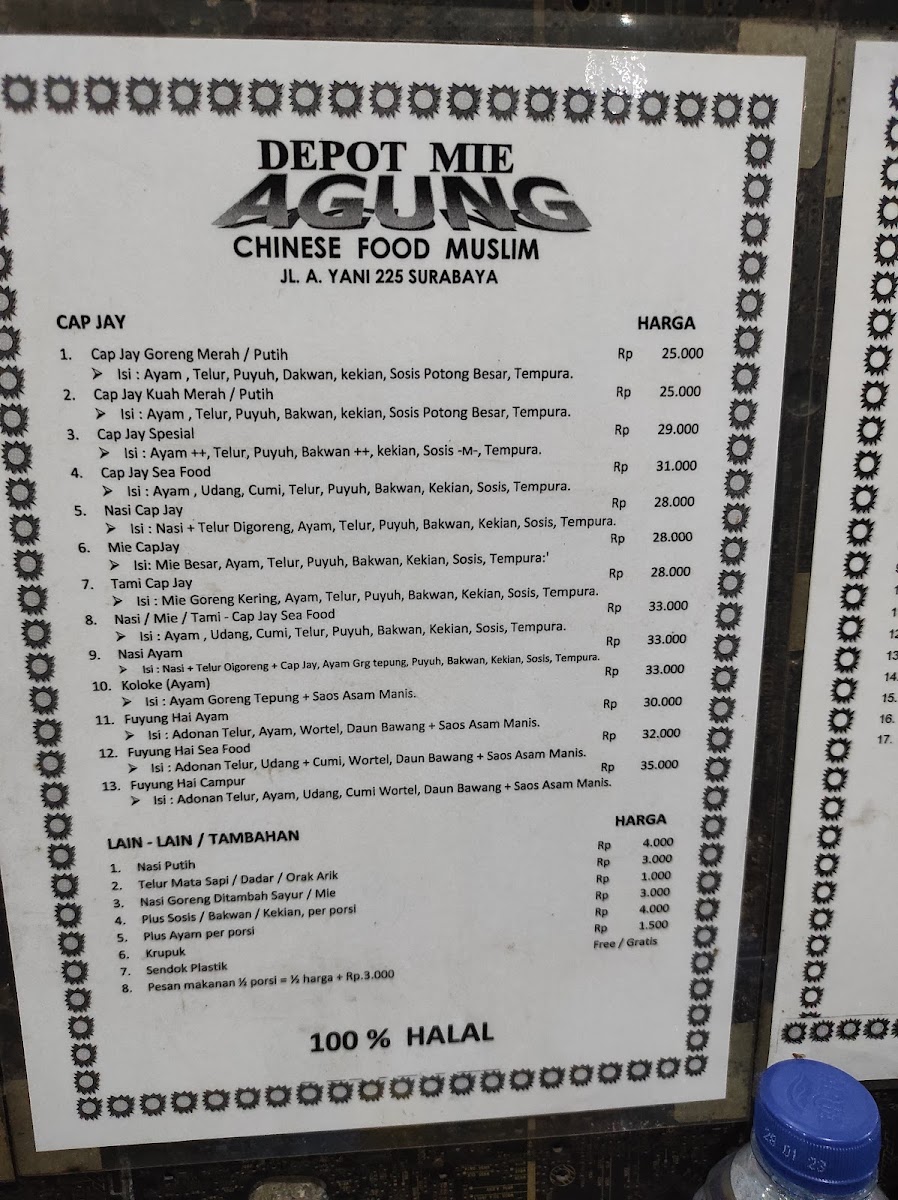 DEPOT MIE
AGUNG
CHINESE FOOD MUSLIM
JL. A. YANI 225 SURABAYA
CAP JAY HARGA
1. Cap Jay Goreng Merah / Putih Rp 25.000
➢ Isi : Ayam , Telur, Puyuh, Dakwan, kekian, Sosis Potong Besar, Tempura.
2. Cap Jay Kuah Merah / Putih Rp 25.000
➢ Isi : Ayam , Telur, Puyuh, Bakwan, kekian, Sosis Potong Besar, Tempura.
3. Cap Jay Spesial Rp 29.000
➢ Isi : Ayam ++, Telur, Puyuh, Bakwan ++, kekian, Sosis -M-, Tempura.
4. Cap Jay Sea Food Rp 31.000
➢ Isi : Ayam , Udang, Cumi, Telur, Puyuh, Bakwan, Kekian, Sosis, Tempura.
5. Nasi Cap Jay Rp 28.000
➢ Isi : Nasi + Telur Digoreng, Ayam, Telur, Puyuh, Bakwan, Kekian, Sosis, Tempura.
6. Mie CapJay Rp 28.000
➢ Isi: Mie Besar, Ayam, Telur, Puyuh, Bakwan, Kekian, Sosis, Tempura:'
7. Tami Cap Jay Rp 28.000
➢ Isi : Mie Goreng Kering, Ayam, Telur, Puyuh, Bakwan, Kekian, Sosis, Tempura.
8. Nasi / Mie / Tami - Cap Jay Sea Food Rp 33.000
➢ Isi : Ayam , Udang, Cumi, Telur, Puyuh, Bakwan, Kekian, Sosis, Tempura.
9. Nasi Ayam Rp 33.000
➢ Isi : Nasi + Telur Oigoreng + Cap Jay, Ayam Grg tepung, Puyuh, Bakwan, Kekian, Sosis, Tempura.
10. Koloke (Ayam) Rp 33.000
➢ Isi : Ayam Goreng Tepung + Saos Asam Manis.
11. Fuyung Hai Ayam Rp 30.000
➢ Isi : Adonan Telur, Ayam, Wortel, Daun Bawang + Saos Asam Manis.
12. Fuyung Hai Sea Food Rp 32.000
➢ Isi : Adonan Telur, Udang + Cumi, Wortel, Daun Bawang + Saos Asam Manis.
13. Fuyung Hai Campur Rp 35.000
➢ Isi : Adonan Telur, Ayam, Udang, Cumi Wortel, Daun Bawang + Saos Asam Manis.
LAIN - LAIN / TAMBAHAN HARGA
1. Nasi Putih Rp 4.000
2. Telur Mata Sapi / Dadar / Orak Arik Rp 3.000
3. Nasi Goreng Ditambah Sayur / Mie Rp 1.000
4. Plus Sosis / Bakwan / Kekian, per porsi Rp 3.000
5. Plus Ayam per porsi Rp 4.000
6. Krupuk Rp 1.500
7. Sendok Plastik Free / Gratis
8. Pesan makanan ½ porsi = ½ harga + Rp.3.000
100 % HALAL
12
13
14.
15.
16.
17.
28 01 23